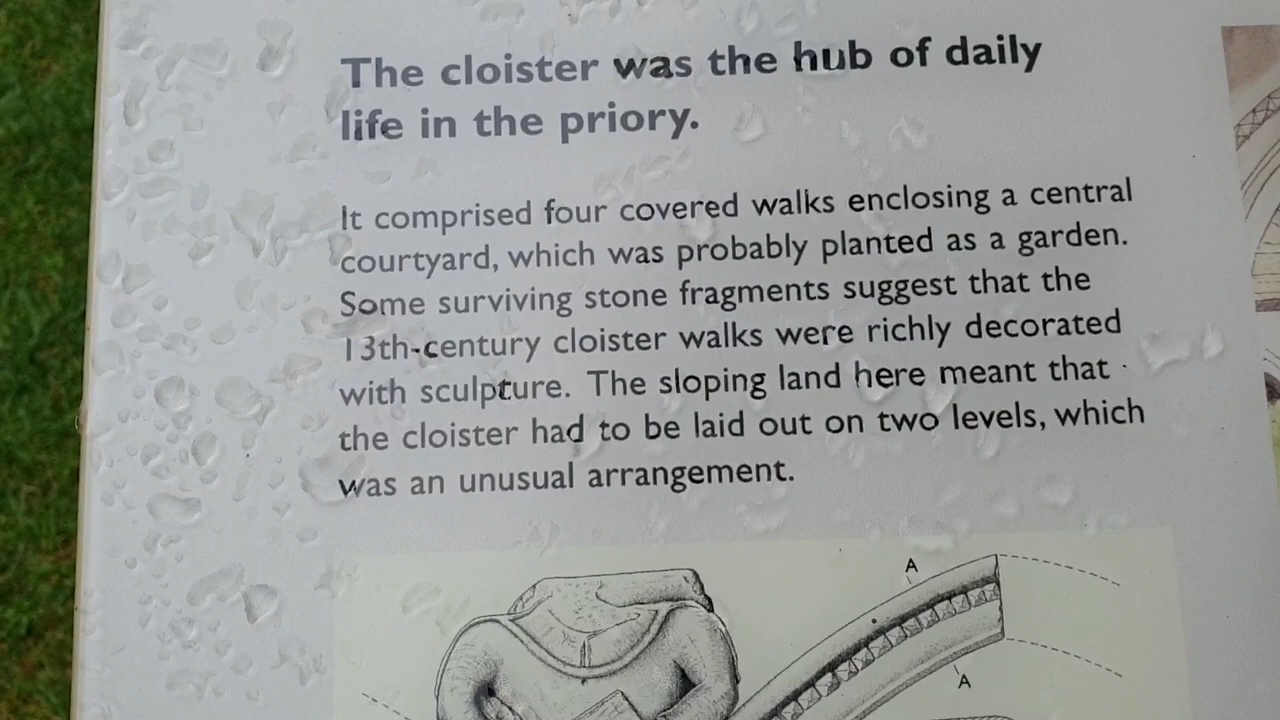 The cloister was the hub of daily
life in the priory.
It comprised four covered walks enclosing a central
courtyard, which was probably planted as a garden.
Some surviving stone fragments suggest that the
13th-century cloister walks were richly decorated
with sculpture. The sloping land here meant that
the cloister had to be laid out on two levels, which
was an unusual arrangement.
A
A